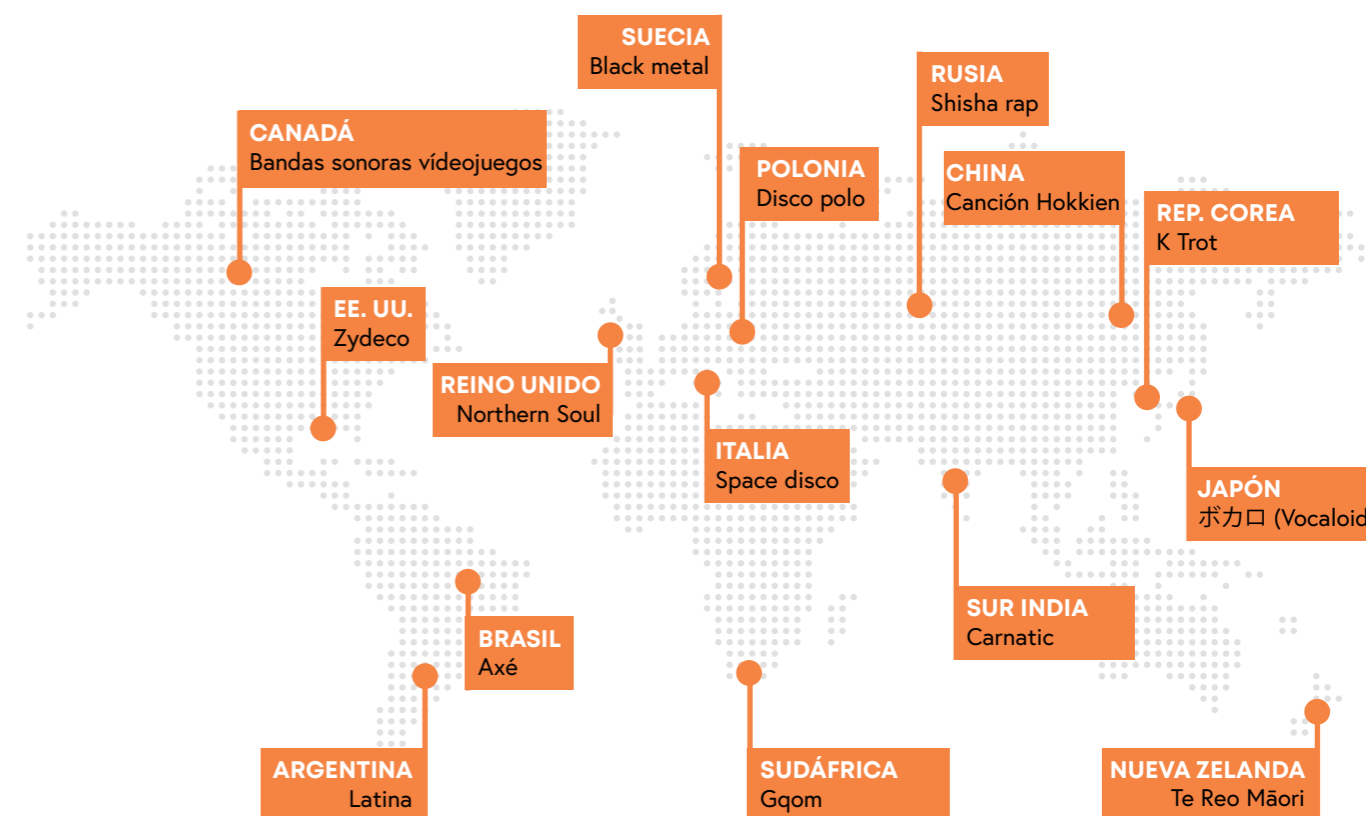 SUECIA
Black metal
RUSIA
Shisha rap
CANADÁ
Bandas sonoras vídeojuegos
POLONIA
Disco polo
CHINA
Canción Hokkien
REP. COREA
K Trot
EE. UU.
Zydeco
REINO UNIDO
Northern Soul
ITALIA
Space disco
JAPÓN
ボカロ (Vocaloid
SUR INDIA
Carnatic
BRASIL
Axé
ARGENTINA
Latina
SUDÁFRICA
Gqom
NUEVA ZELANDA
Te Reo Māori